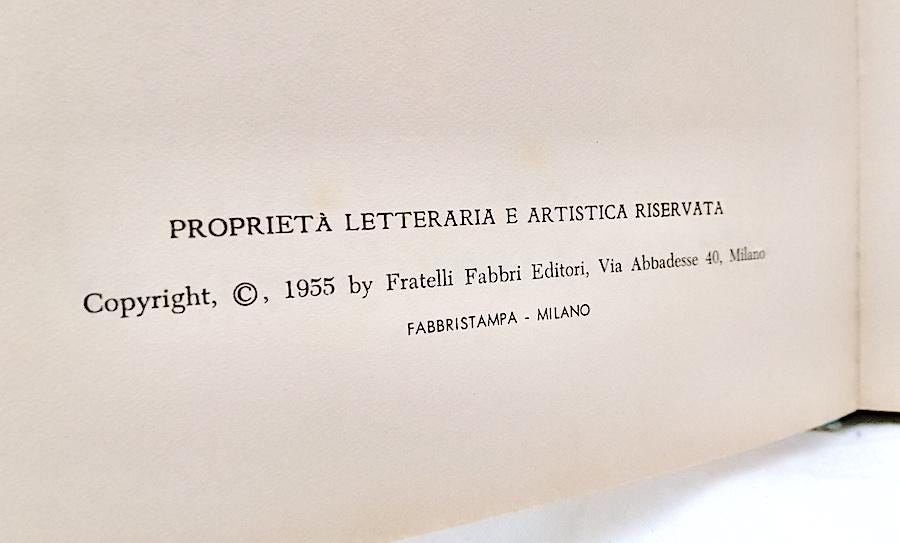 PROPRIETÀ LETTERARIA E ARTISTICA RISERVATA
Copyright, ©, 1955 by Fratelli Fabbri Editori, Via Abbadesse 40, Milano
FABBRISTAMPA - MILANO